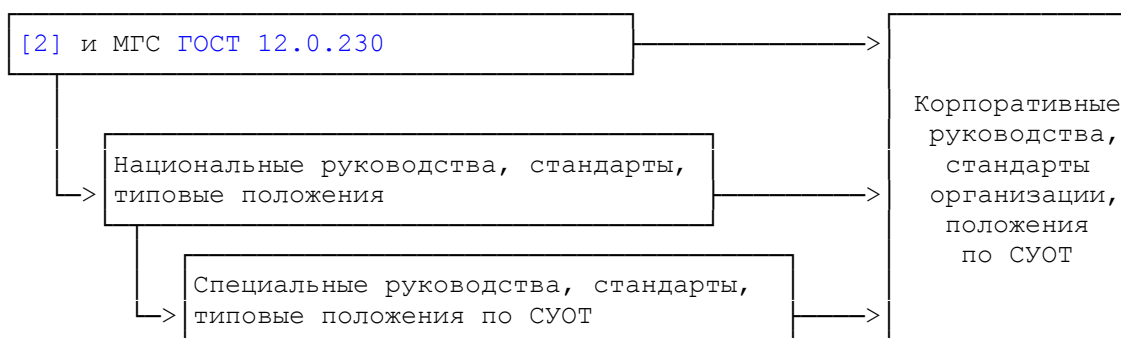 [2] и МГС ГОСТ 12.0.230
Национальные руководства, стандарты,
типовые положения
Специальные руководства, стандарты,
типовые положения по СУОТ
Корпоративные
руководства,
стандарты
организации,
положения
по СУОТ